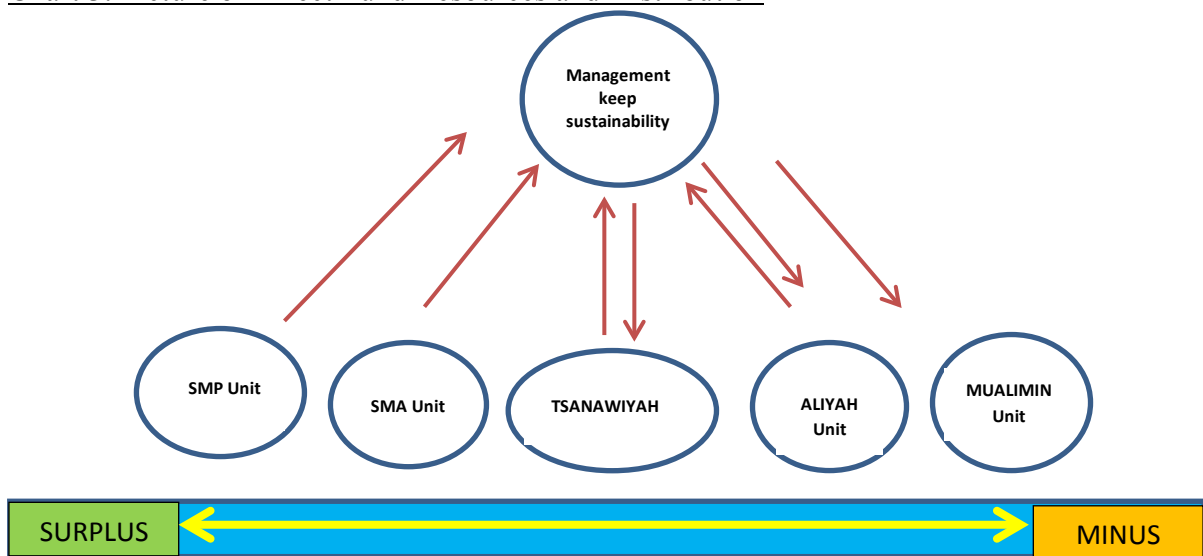 Management
keep
sustainability
SMP Unit
SMA Unit
TSANAWIYAH
ALIYAH
Unit
MUALIMIN
Unit
SURPLUS
MINUS